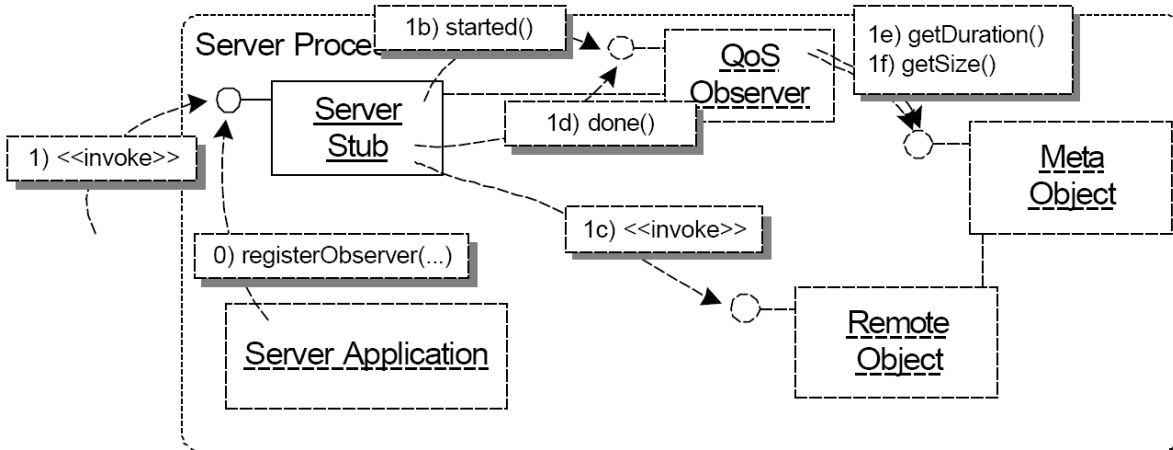 1b) started()
Server Proce
QoS
Observer
1e) getDuration()
1f) getSize()
Server
Stub
1d) done()
1) <<invoke>>
Meta
Object
1c) <<invoke>>
0) registerObserver(...)
Remote
Object
Server Application